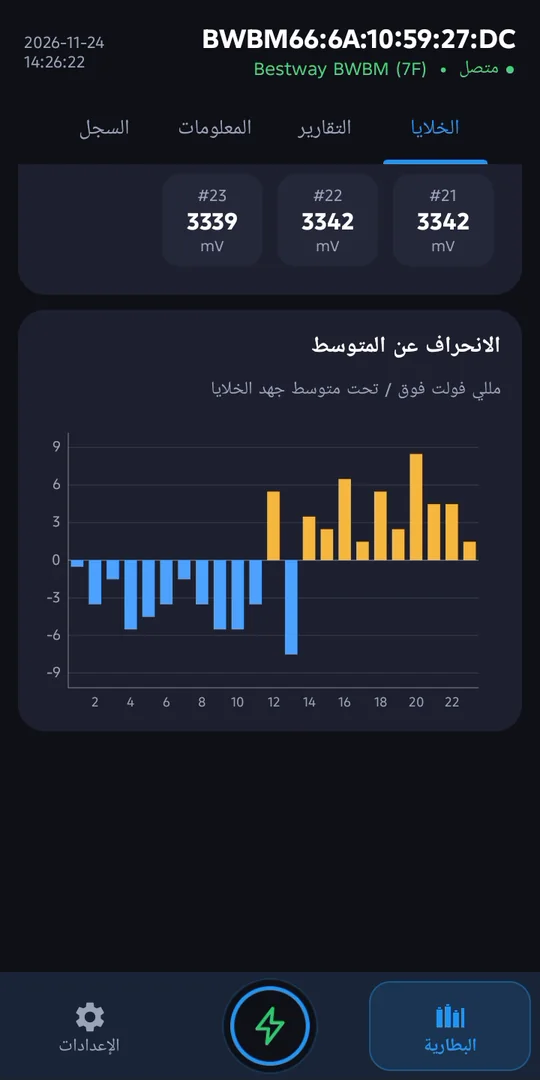 BWBM66:6A:10:59:27:DC
2026-11-24
14:26:22
متصل • Bestway BWBM (7F)
الخلايا
التقارير
المعلومات
السجل
#21
3342
mV
#22
3342
mV
#23
3339
mV
الانحراف عن المتوسط
مللي فولت فوق / تحت متوسط جهد الخلايا
9
6
3
0
-3
-6
-9
2 4 6 8 10 12 14 16 18 20 22
البطارية
الإعدادات